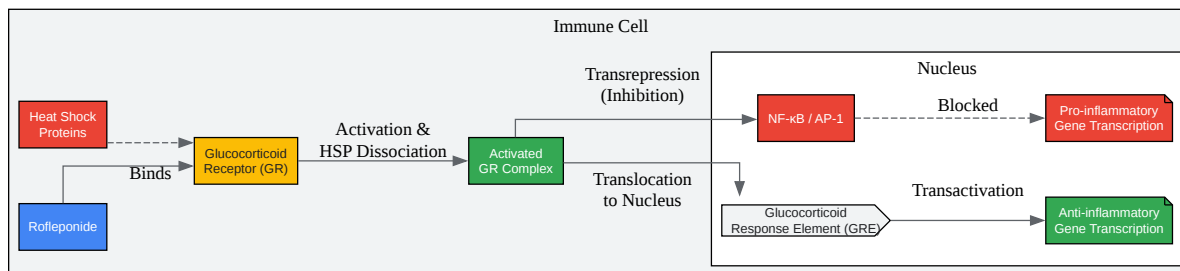 Immune Cell
Nucleus
Transrepression
(Inhibition)
Heat Shock
Proteins
NF-κB / AP-1
Blocked
Pro-inflammatory
Gene Transcription
Activation &
HSP Dissociation
Glucocorticoid
Receptor (GR)
Activated
GR Complex
Binds
Translocation
to Nucleus
Transactivation
Rofleponide
Glucocorticoid
Response Element (GRE)
Anti-inflammatory
Gene Transcription